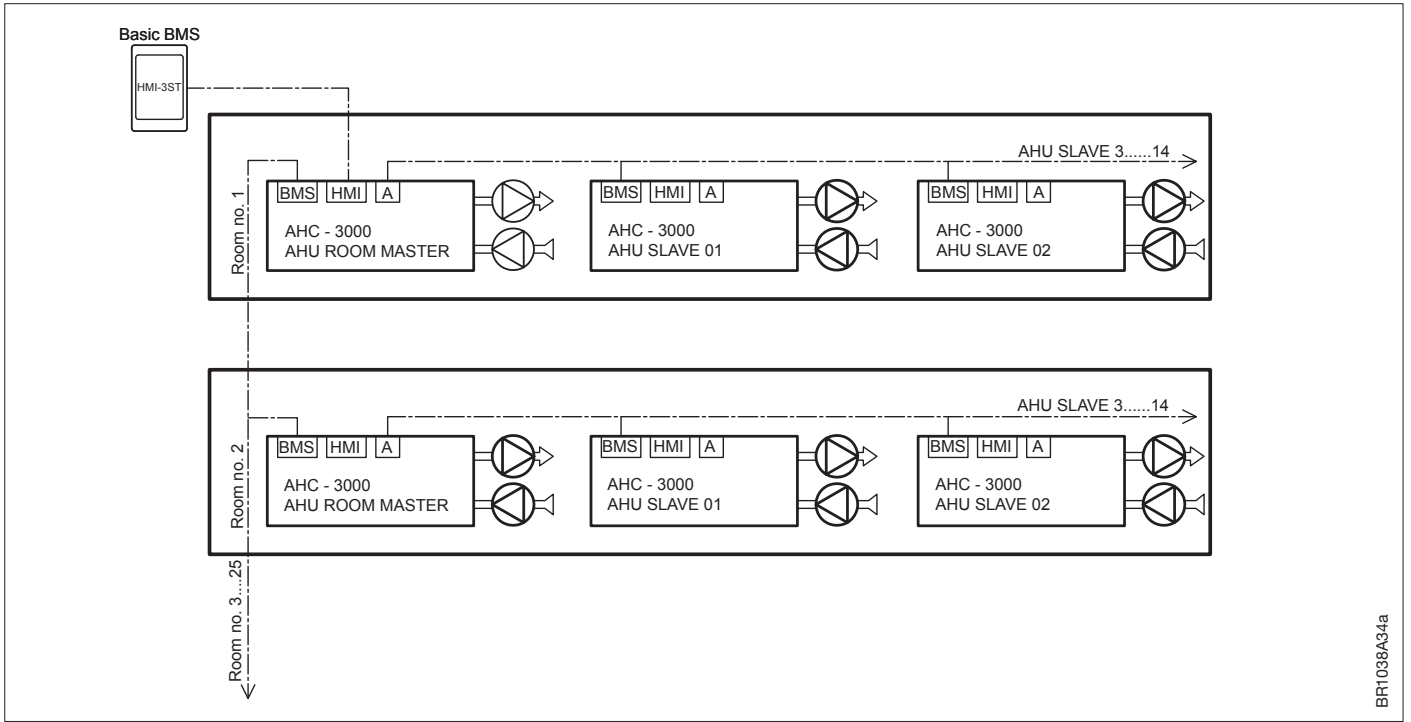 Basic BMS
HMI-3ST
AHU SLAVE 3......14
Room no. 1
BMS HMI A
AHC - 3000
AHU ROOM MASTER
BMS HMI A
AHC - 3000
AHU SLAVE 01
BMS HMI A
AHC - 3000
AHU SLAVE 02
AHU SLAVE 3......14
Room no. 2
BMS HMI A
AHC - 3000
AHU ROOM MASTER
BMS HMI A
AHC - 3000
AHU SLAVE 01
BMS HMI A
AHC - 3000
AHU SLAVE 02
Room no. 3....25
BR1038A34a